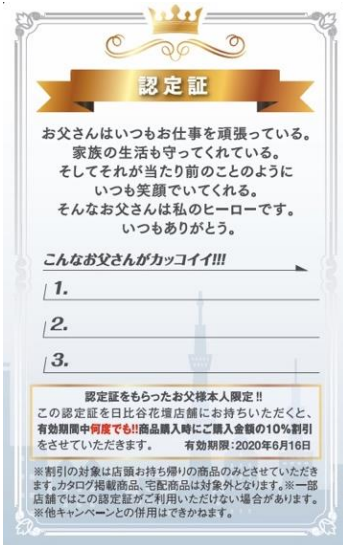 認定証
お父さんはいつもお仕事を頑張っている。
家族の生活も守ってくれている。
そしてそれが当たり前のことのように
いつも笑顔でいてくれる。
そんなお父さんは私のヒーローです。
いつもありがとう。
こんなお父さんがカッコイイ!!!
1.
2.
3.
認定証をもらったお父様本人限定!!
この認定証を日比谷花壇店舗にお持ちいただくと、
有効期間中何度でも!!商品購入時にご購入金額の10%割引
をさせていただきます。 有効期限:2020年6月16日
※割引の対象は店頭お持ち帰りの商品のみとさせていただき
ます。カタログ掲載商品、宅配商品は対象外となります。※一部
店舗ではこの認定証がご利用いただけない場合があります。
※他キャンペーンとの併用はできかねます。